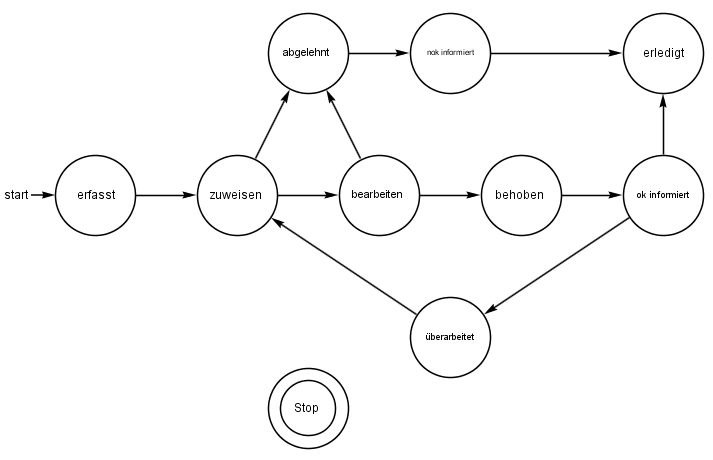 abgelehnt
nok informiert
erledigt
start
erfasst
zuweisen
bearbeiten
behoben
ok informiert
überarbeitet
Stop